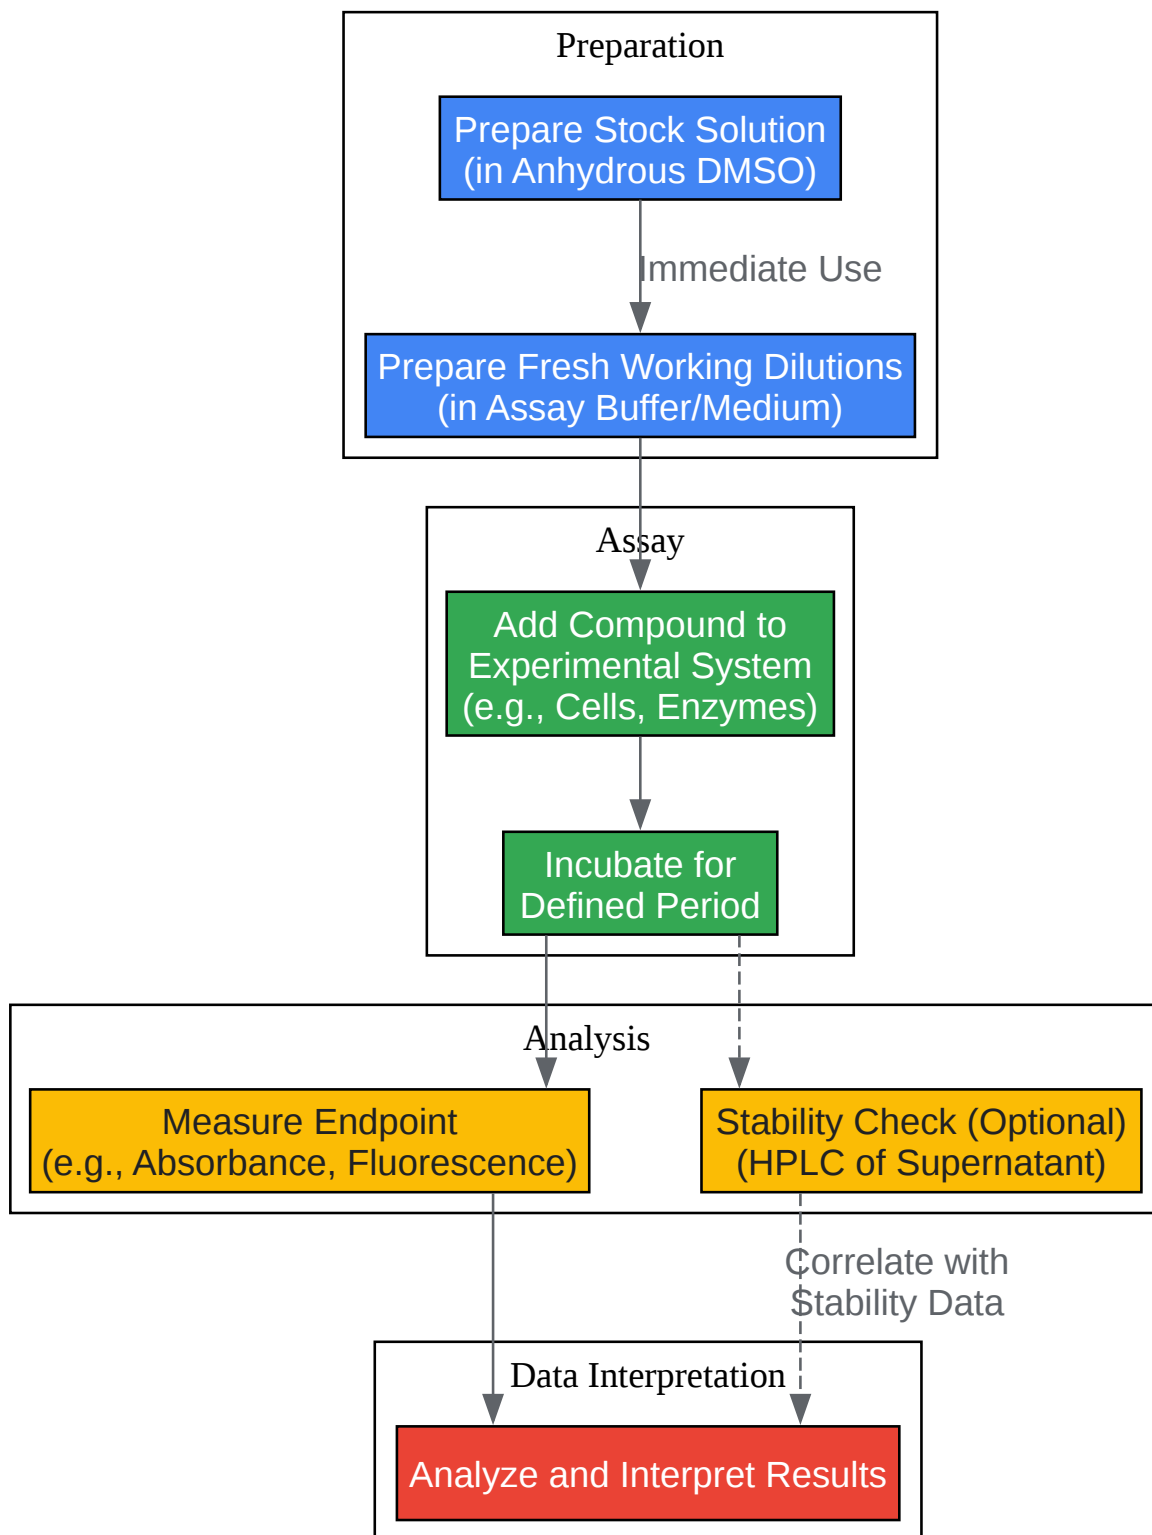 Preparation
Prepare Stock Solution
(in Anhydrous DMSO)
Immediate Use
Prepare Fresh Working Dilutions
(in Assay Buffer/Medium)
Assay
Add Compound to
Experimental System
(e.g., Cells, Enzymes)
Incubate for
Defined Period
Analysis
Measure Endpoint
(e.g., Absorbance, Fluorescence)
Stability Check (Optional)
(HPLC of Supernatant)
Correlate with
Stability Data
Data Interpretation
Analyze and Interpret Results